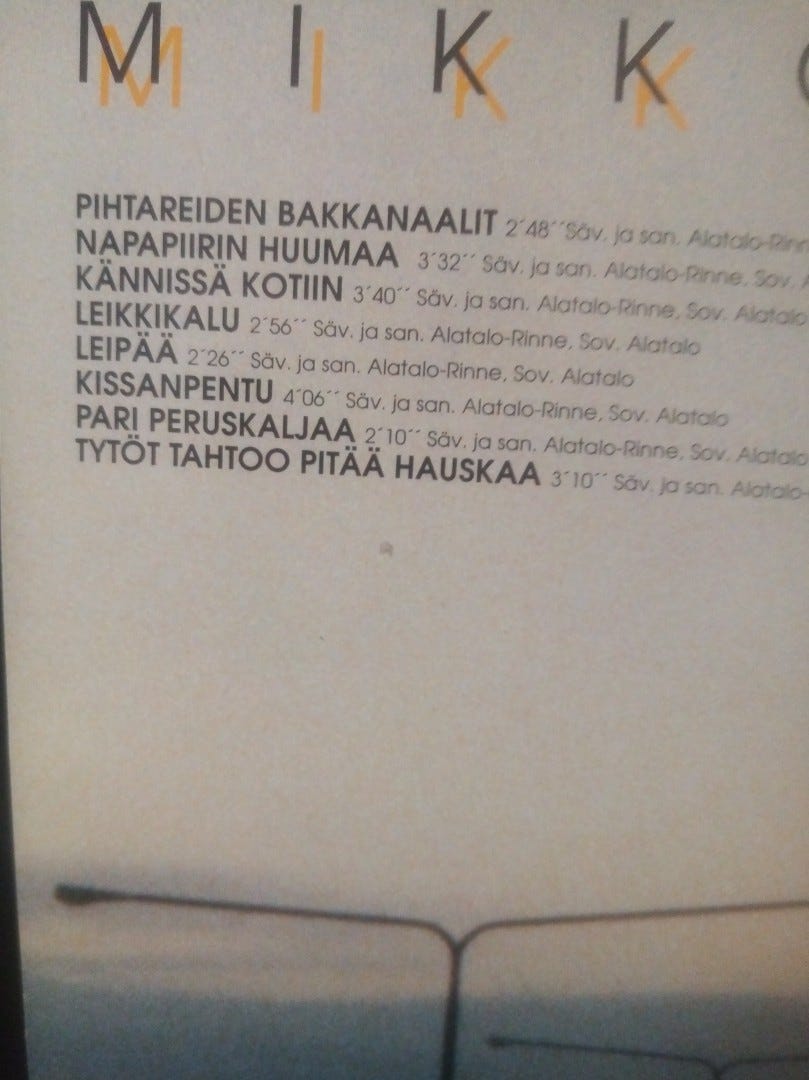 MIKK
PIHTAREIDEN BAKKANAALIT 2´48´´ Säv. ja san. Alatalo-Rinn
NAPAPIIRIN HUUMAA 3´32´´ Säv. ja san. Alatalo-Rinne, Sov.
KÄNNISSÄ KOTIIN 3´40´´ Säv. ja san. Alatalo-Rinne, Sov. Alatalo
LEIKKIKALU 2´56´´ Säv. ja san. Alatalo-Rinne, Sov. Alatalo
LEIPÄÄ 2´26´´ Säv. ja san. Alatalo-Rinne, Sov. Alatalo
KISSANPENTU 4´06´´ Säv. ja san. Alatalo-Rinne, Sov. Alatalo
PARI PERUSKALJAA 2´10´´ Säv. ja san. Alatalo-Rinne, Sov. Alatalo
TYTÖT TAHTOO PITÄÄ HAUSKAA 3´10´´ Säv. ja san. Alatalo-